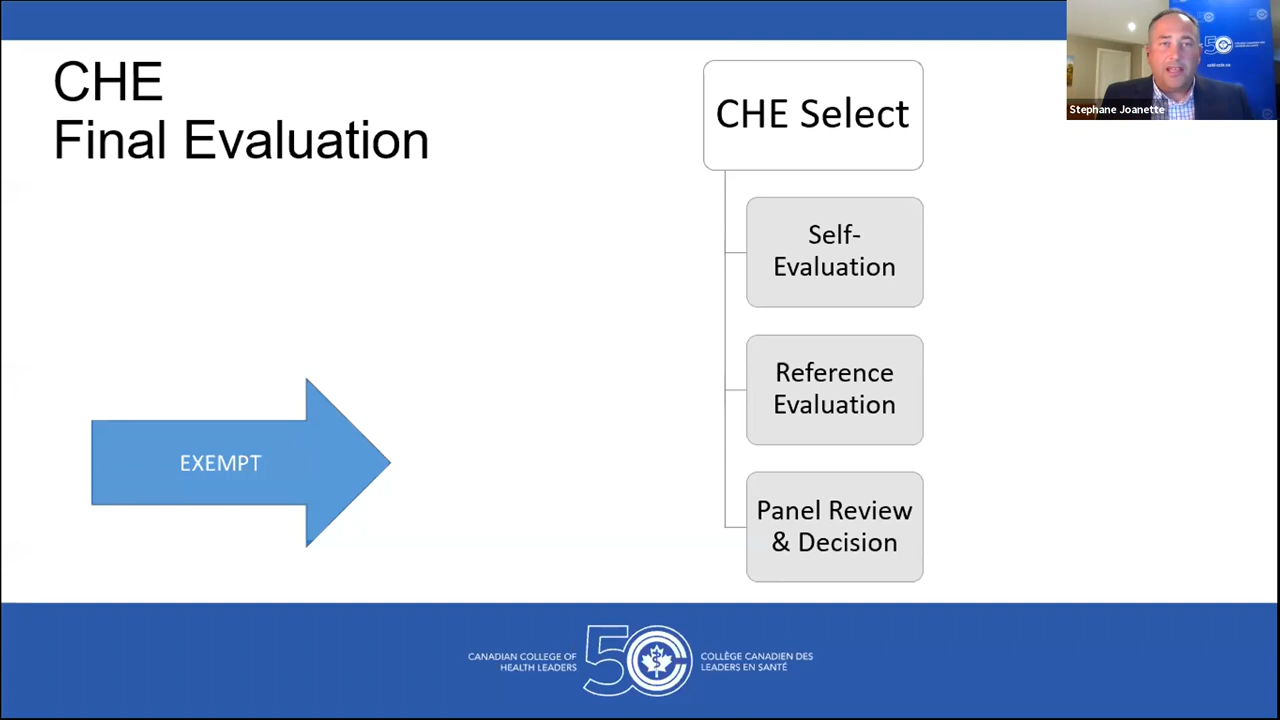 CHE
Final Evaluation
CHE Select
Self-
Evaluation
Reference
Evaluation
Panel Review
& Decision
EXEMPT
Stephane Joanette
CANADIAN COLLEGE OF
HEALTH LEADERS
50
COLLÈGE CANADIEN DES
LEADERS EN SANTÉ